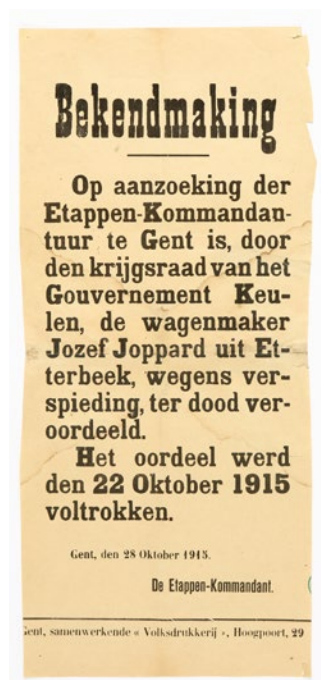 Bekendmaking
Op aanzoeking der
Etappen-Kommandan-
tuur te Gent is, door
den krijgsraad van het
Gouvernement Keu-
len, de wagenmaker
Jozef Joppard uit Et-
terbeek, wegens ver-
spieding, ter dood ver-
oordeeld.
Het oordeel werd
den 22 Oktober 1915
voltrokken.
Gent, den 28 Oktober 1915.
De Etappen-Kommandant.
Gent, samenwerkende « Volksdrukkerij », Hoogpoort, 29